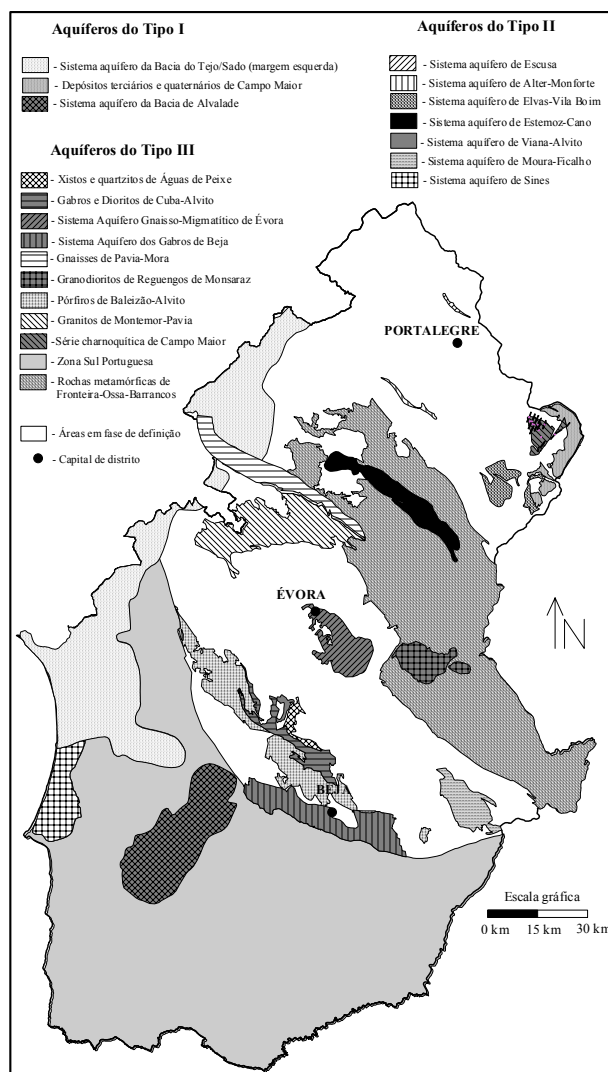 Aquíferos do Tipo I
- Sistema aquífero da Bacia do Tejo/Sado (margem esquerda)
- Depósitos terciários e quaternários de Campo Maior
- Sistema aquífero da Bacia de Alvalade
Aquíferos do Tipo II
- Sistema aquífero de Escusa
- Sistema aquífero de Alter-Monforte
- Sistema aquífero de Elvas-Vila Boim
- Sistema aquífero de Estemoz-Cano
- Sistema aquífero de Viana-Alvito
- Sistema aquífero de Moura-Ficalho
- Sistema aquífero de Sines
Aquíferos do Tipo III
- Xistos e quartzitos de Águas de Peixe
- Gabros e Dioritos de Cuba-Alvito
- Sistema Aquífero Gnaisso-Migmatítico de Évora
- Sistema Aquífero dos Gabros de Beja
- Gnaisses de Pavia-Mora
- Granodioritos de Reguengos de Monsaraz
- Pórfiros de Baleizão-Alvito
- Granitos de Montemor-Pavia
-Série charnoquítica de Campo Maior
- Zona Sul Portuguesa
- Rochas metamórficas de
Fronteira-Ossa-Barrancos
- Áreas em fase de definição
- Capital de distrito
PORTALEGRE
ÉVORA
N
BEJA
Escala gráfica
0 km 15 km 30 km